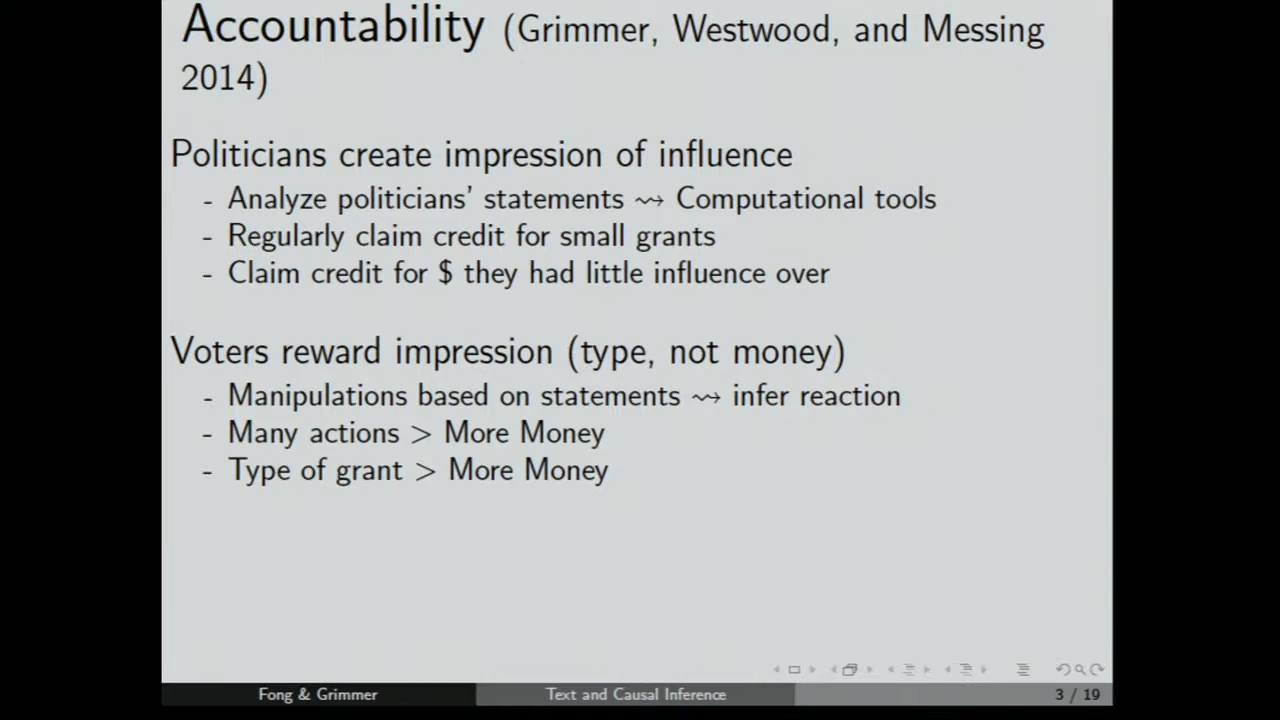 Accountability (Grimmer, Westwood, and Messing
2014)
Politicians create impression of influence
- Analyze politicians' statements ⇝ Computational tools
- Regularly claim credit for small grants
- Claim credit for $ they had little influence over
Voters reward impression (type, not money)
- Manipulations based on statements ⇝ infer reaction
- Many actions > More Money
- Type of grant > More Money
Fong & Grimmer
Text and Causal Inference
3 / 19